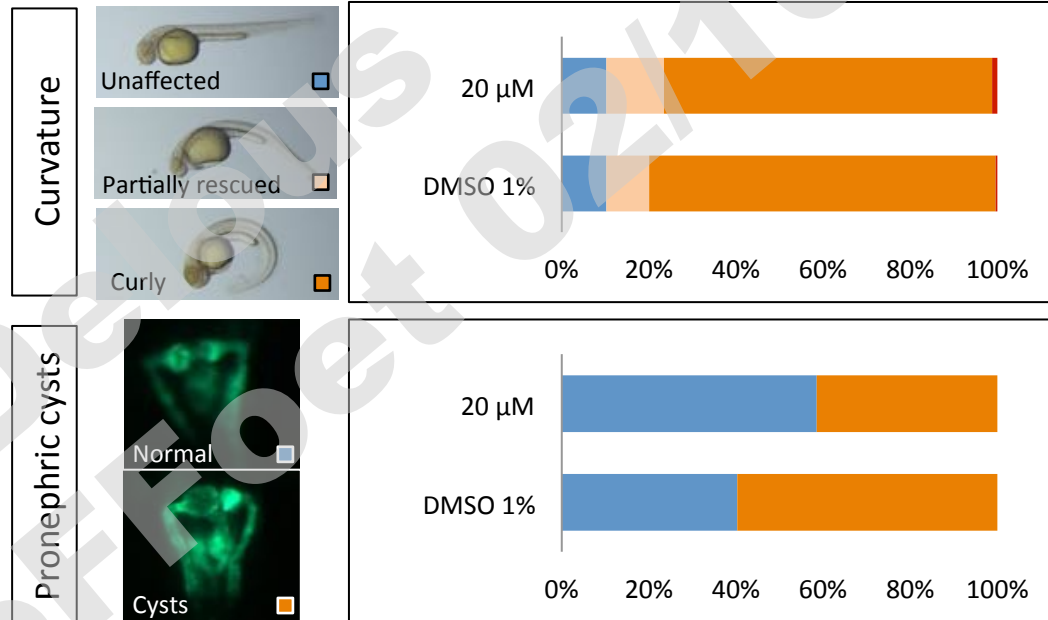 Curvature
Unaffected
Partially rescued
Curly
20 µM
DMSO 1%
0% 20% 40% 60% 80% 100%
Pronephric cysts
Normal
Cysts
20 µM
DMSO 1%
0% 20% 40% 60% 80% 100%